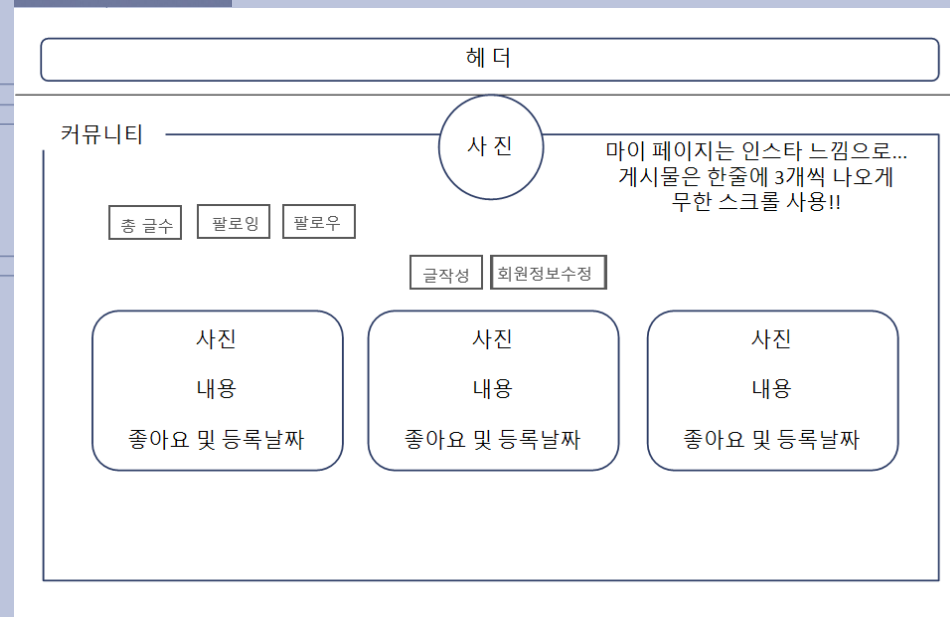 헤 더
커뮤니티
사 진
마이 페이지는 인스타 느낌으로...
게시물은 한줄에 3개씩 나오게
무한 스크롤 사용!!
총 글수
팔로잉
팔로우
글작성
회원정보수정
사진
내용
좋아요 및 등록날짜
사진
내용
좋아요 및 등록날짜
사진
내용
좋아요 및 등록날짜